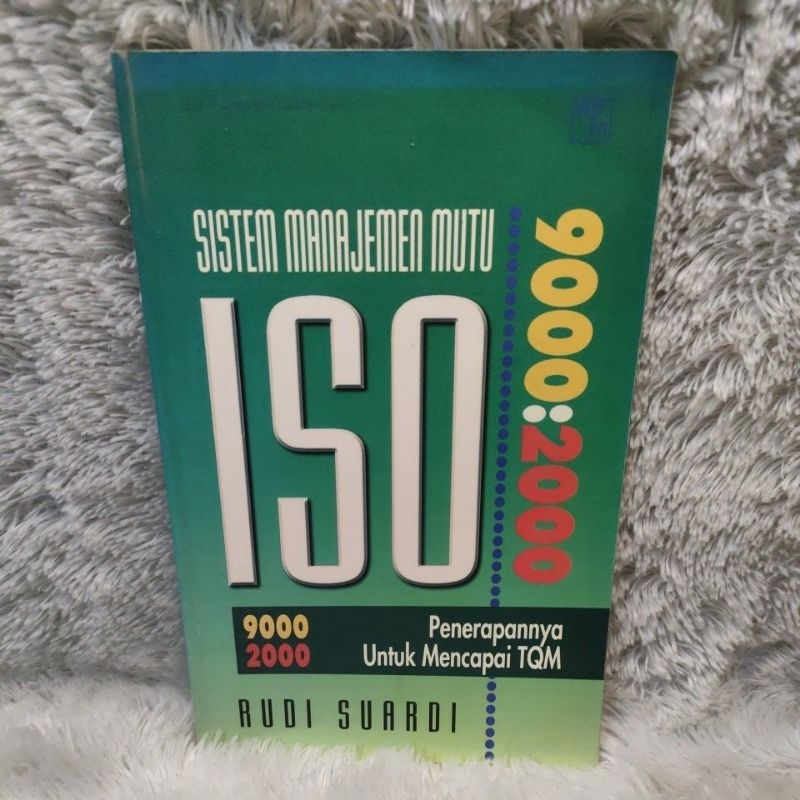 SISTEM MANAJEMEN MUTU
ISO
9000:2000
9000
2000
Penerapannya
Untuk Mencapai TQM
RUDI SUARDI